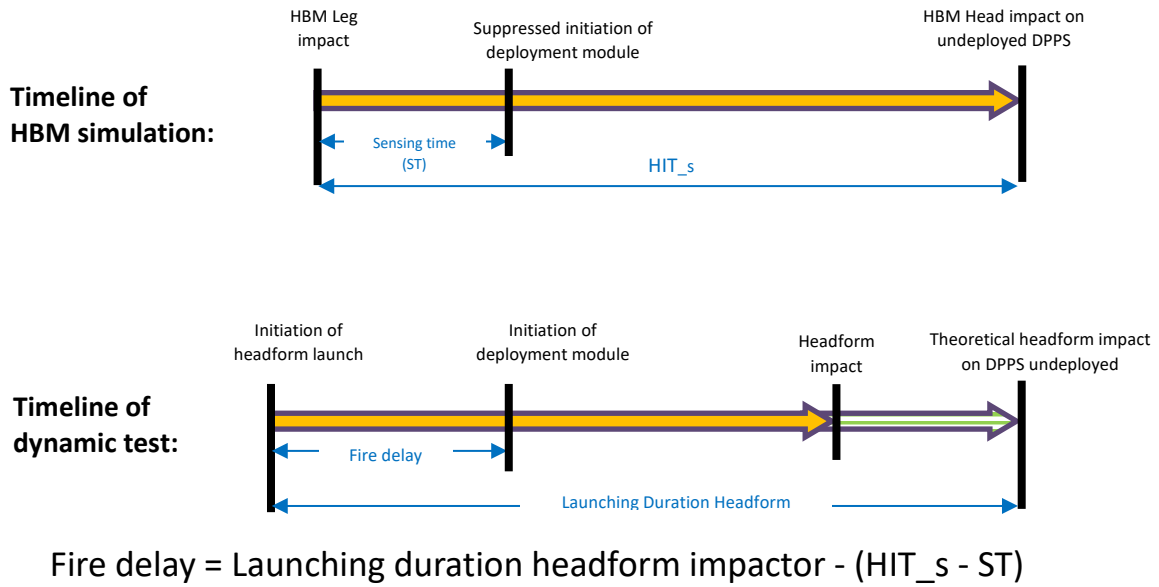 HBM Leg
impact
Suppressed initiation of
deployment module
HBM Head impact on
undeployed DPPS
Timeline of
HBM simulation:
Sensing time
(ST)
HIT_s
Initiation of
headform launch
Initiation of
deployment module
Headform
impact
Theoretical headform impact
on DPPS undeployed
Timeline of
dynamic test:
Fire delay
Launching Duration Headform
Fire delay = Launching duration headform impactor - (HIT_s - ST)